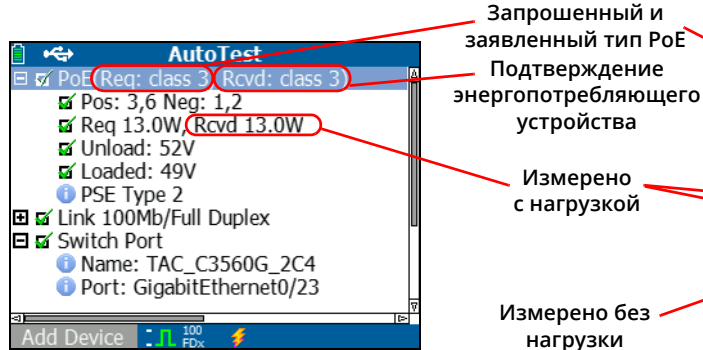 Запрошенный и
заявленный тип PoE
Подтверждение
энергопотребляющего
устройства
Измерено
с нагрузкой
Измерено без
нагрузки
AutoTest
PoE (Req: class 3) (Rcvd: class 3)
Pos: 3,6 Neg: 1,2
Req 13.0W, Rcvd 13.0W
Unload: 52V
Loaded: 49V
PSE Type 2
Link 100Mb/Full Duplex
Switch Port
Name: TAC_C3560G_2C4
Port: GigabitEthernet0/23
Add Device
100
FDx